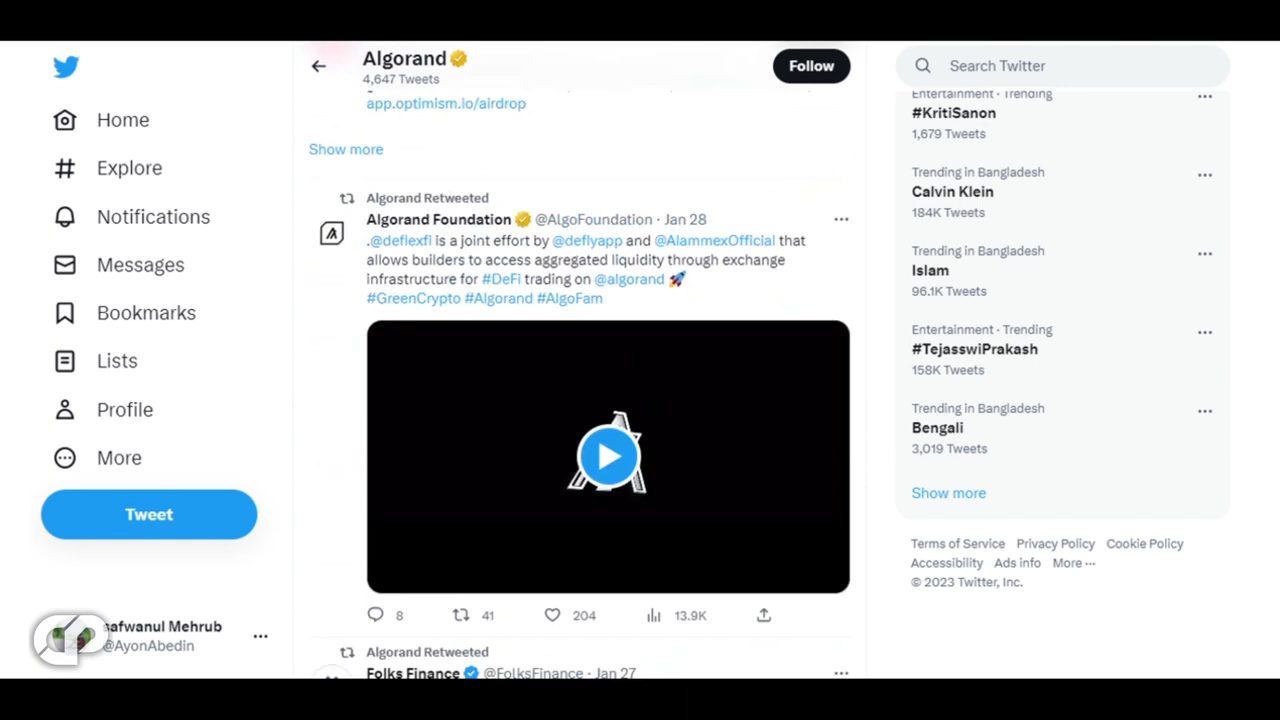 Home
Explore
Notifications
Messages
Bookmarks
Lists
Profile
More
Tweet
safwanul Mehrub
@AyonAbedin
Algorand
4,647 Tweets
Follow
app.optimism.io/airdrop
Show more
Algorand Retweeted
Algorand Foundation @AlgoFoundation · Jan 28
.@deflexfi is a joint effort by @deflyapp and @AlammexOfficial that
allows builders to access aggregated liquidity through exchange
infrastructure for #DeFi trading on @algorand 🚀
#GreenCrypto #Algorand #AlgoFam
8 41 204 13.9K
Algorand Retweeted
Folks Finance @FolksFinance · Jan 27
Search Twitter
Entertainment · Trending
#KritiSanon
1,679 Tweets
Trending in Bangladesh
Calvin Klein
184K Tweets
Trending in Bangladesh
Islam
96.1K Tweets
Entertainment · Trending
#TejasswiPrakash
158K Tweets
Trending in Bangladesh
Bengali
3,019 Tweets
Show more
Terms of Service Privacy Policy Cookie Policy
Accessibility Ads info More ···
© 2023 Twitter, Inc.